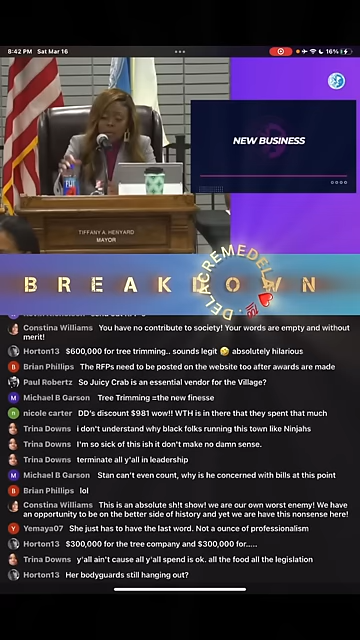 8:42 PM Sat Mar 16
16%
NEW BUSINESS
TIFFANY A. HENYARD
MAYOR
BREAKDOWN
DELACREMEDELA
Constina Williams You have no contribute to society! Your words are empty and without
merit!
Horton13 $600,000 for tree trimming.. sounds legit 🤣 absolutely hilarious
B Brian Phillips The RFPs need to be posted on the website too after awards are made
Paul Robertz So Juicy Crab is an essential vendor for the Village?
M Michael B Garson Tree Trimming =the new finesse
n nicole carter DD's discount $981 wow!! WTH is in there that they spent that much
Trina Downs i don't understand why black folks running this town like Ninjahs
Trina Downs I'm so sick of this ish it don't make no damn sense.
Trina Downs terminate all y'all in leadership
M Michael B Garson Stan can't even count, why is he concerned with bills at this point
B Brian Phillips lol
Constina Williams This is an absolute sh!t show! we are our own worst enemy! We have
an opportunity to be on the better side of history and yet we have this nonsense here!
Y Yemaya07 She just has to have the last word. Not a ounce of professionalism
Horton13 $300,000 for the tree company and $300,000 for.....
Trina Downs y'all ain't cause all y'all spend is ok. all the food all the legislation
Horton13 Her bodyguards still hanging out?